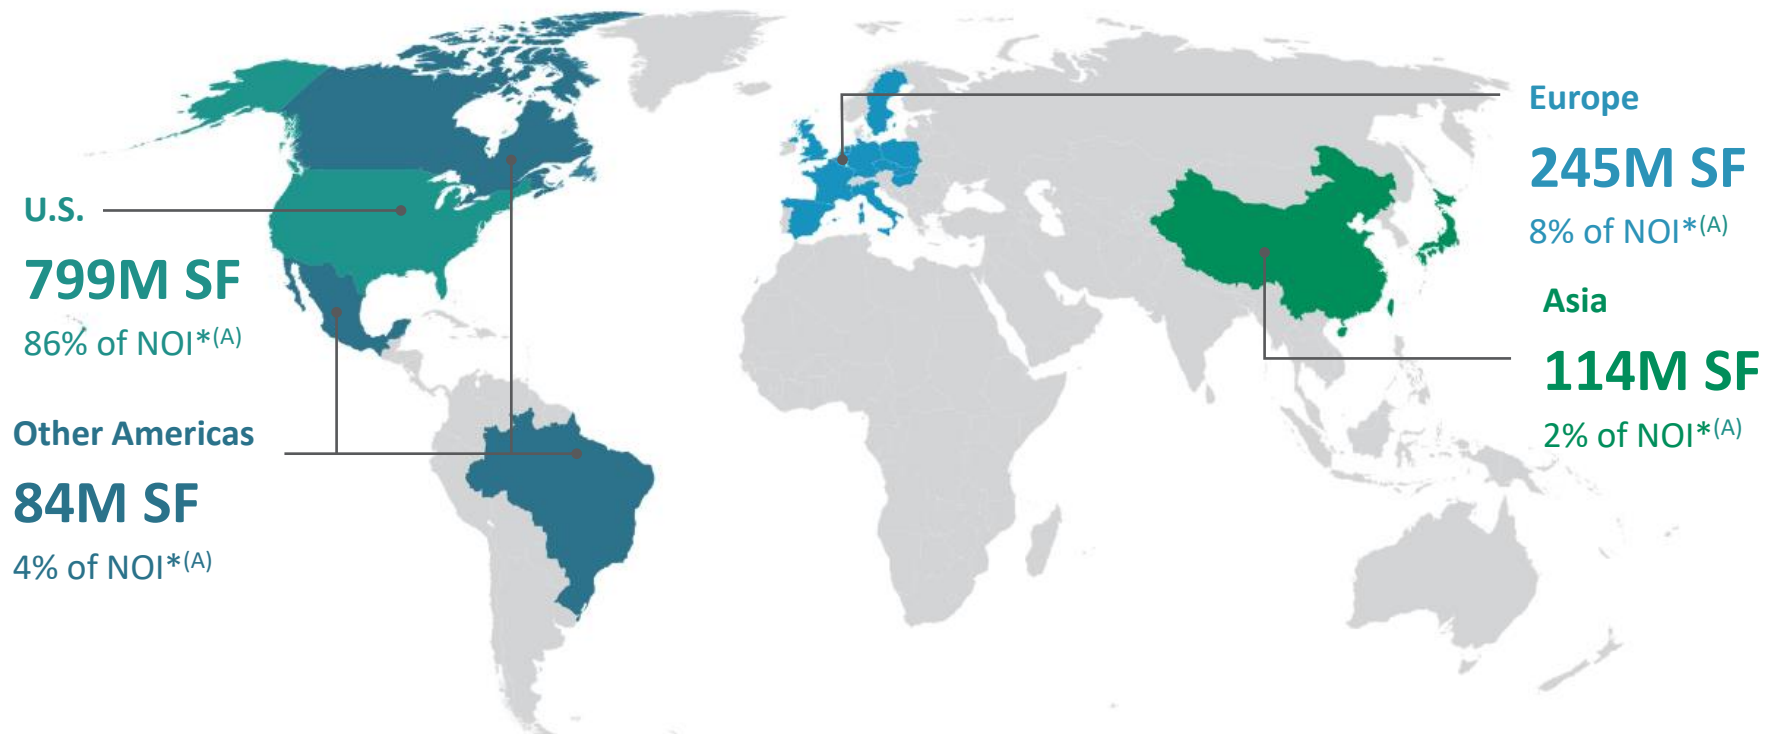 U.S.
799M SF
86% of NOI*(A)
Other Americas
84M SF
4% of NOI*(A)
Europe
245M SF
8% of NOI*(A)
Asia
114M SF
2% of NOI*(A)